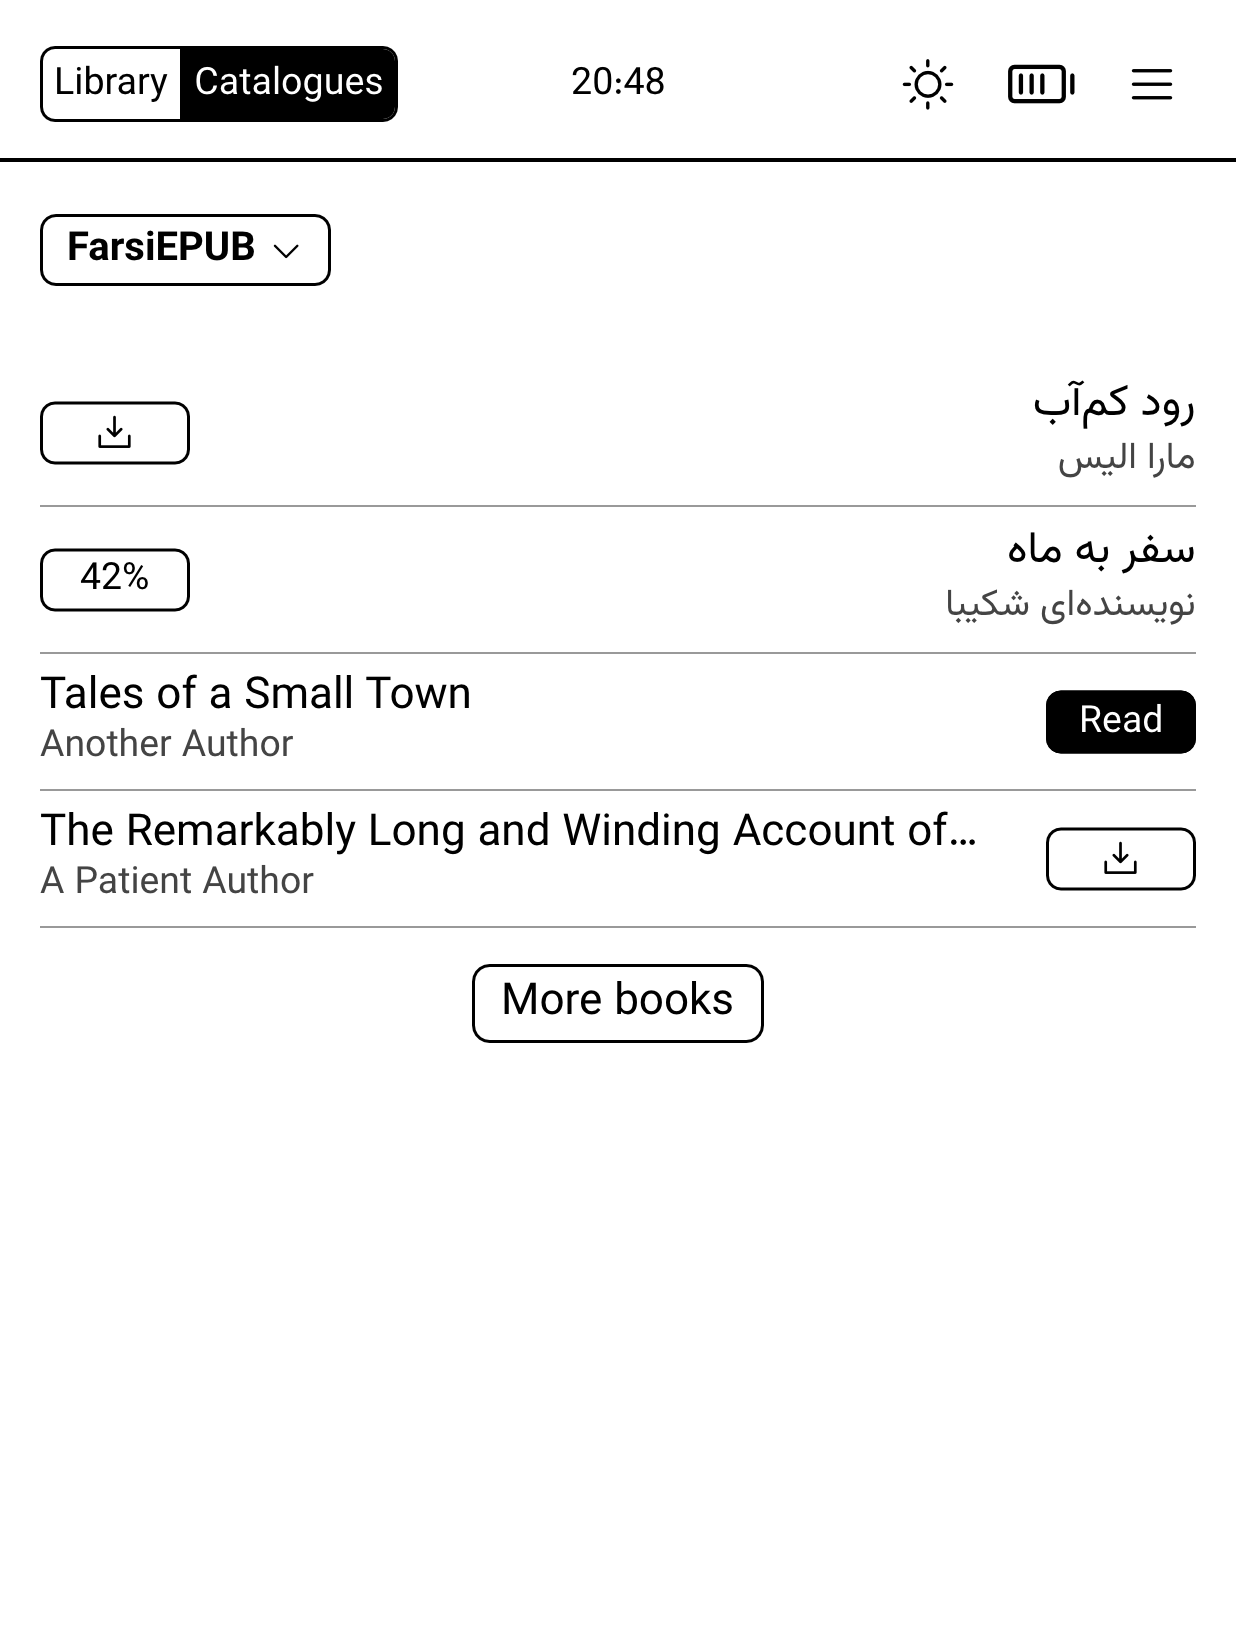 Library Catalogues 20:48
FarsiEPUB
رود کم‌آب
مارا الیس
سفر به ماه
42%
نویسنده‌ای شکیبا
Tales of a Small Town
Another Author
Read
The Remarkably Long and Winding Account of…
A Patient Author
More books